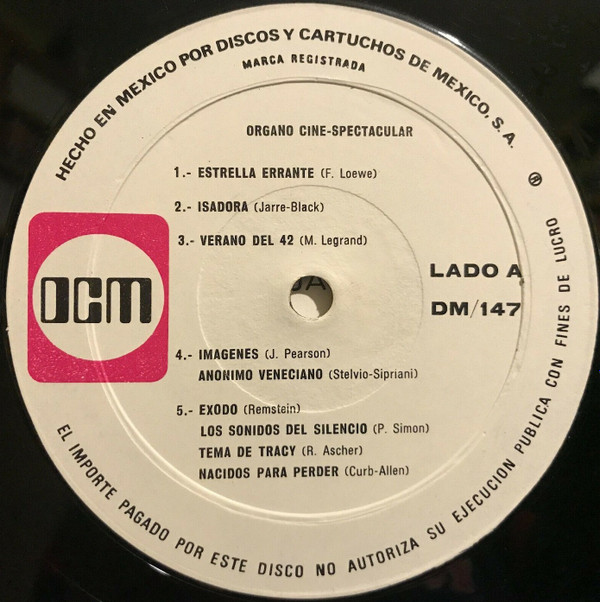 HECHO EN MEXICO POR DISCOS Y CARTUCHOS DE MEXICO, S.A.
MARCA REGISTRADA
®
ORGANO CINE-SPECTACULAR
1.- ESTRELLA ERRANTE (F. Loewe)
2.- ISADORA (Jarre-Black)
3.- VERANO DEL 42 (M. Legrand)
LADO A
DCM
DM/147
4.- IMAGENES (J. Pearson)
ANONIMO VENECIANO (Stelvio-Sipriani)
5.- EXODO (Remstein)
LOS SONIDOS DEL SILENCIO (P. Simon)
TEMA DE TRACY (R. Ascher)
NACIDOS PARA PERDER (Curb-Allen)
EL IMPORTE PAGADO POR ESTE DISCO NO AUTORIZA SU EJECUCION PUBLICA CON FINES DE LUCRO